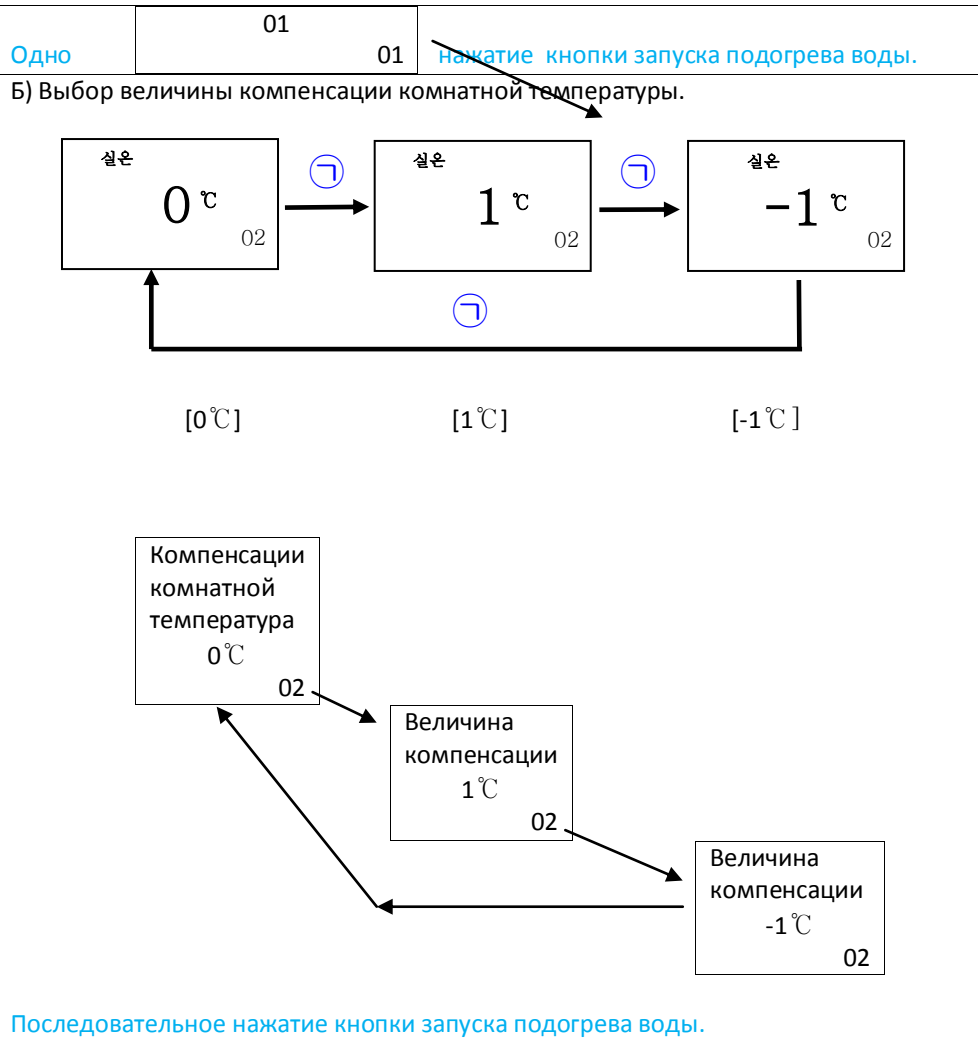 01
Одно 01 нажатие кнопки запуска подогрева воды.
Б) Выбор величины компенсации комнатной температуры.
실온 실온 실온
0 ℃ ㉠ 1 ℃ ㉠ -1 ℃
02 02 02
㉠
[0℃] [1℃] [-1℃]
Компенсации
комнатной
температура
0℃
02
Величина
компенсации
1℃
02
Величина
компенсации
-1℃
02
Последовательное нажатие кнопки запуска подогрева воды.